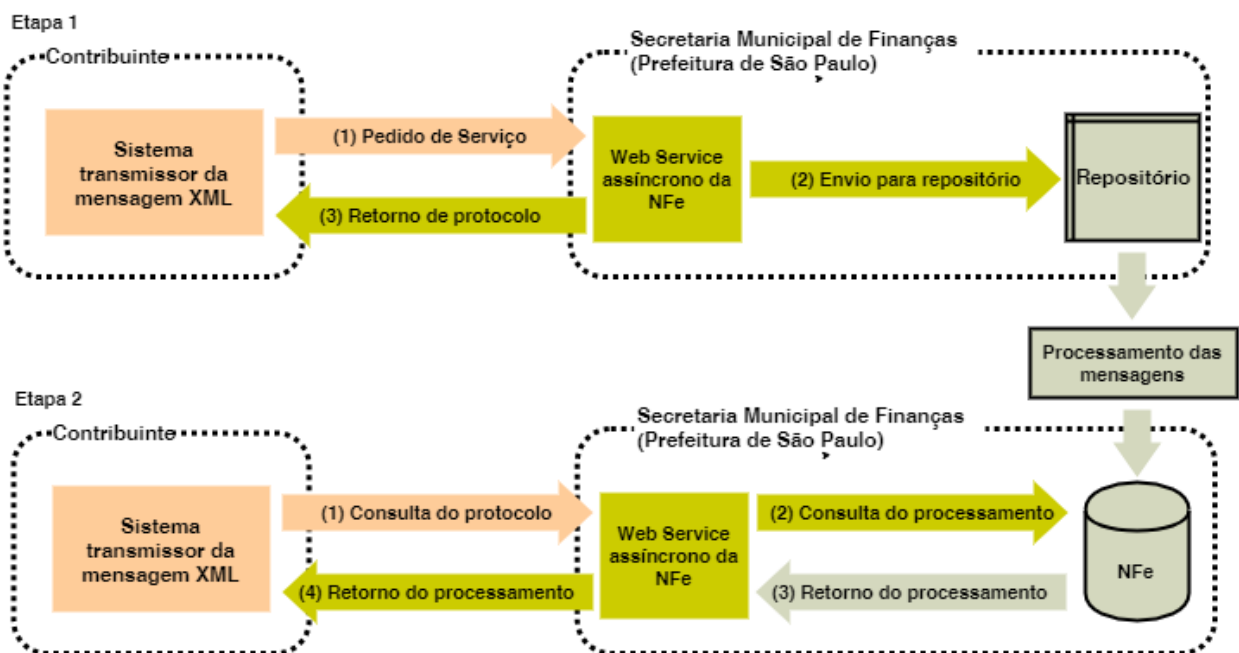 Etapa 1
Contribuinte
Secretaria Municipal de Finanças
(Prefeitura de São Paulo)
Sistema
transmissor da
mensagem XML
(1) Pedido de Serviço
(3) Retorno de protocolo
Web Service
assíncrono da
NFe
(2) Envio para repositório
Repositório
Processamento das
mensagens
Etapa 2
Contribuinte
Secretaria Municipal de Finanças
(Prefeitura de São Paulo)
Sistema
transmissor da
mensagem XML
(1) Consulta do protocolo
(4) Retorno do processamento
Web Service
assíncrono da
NFe
(2) Consulta do processamento
(3) Retorno do processamento
NFe